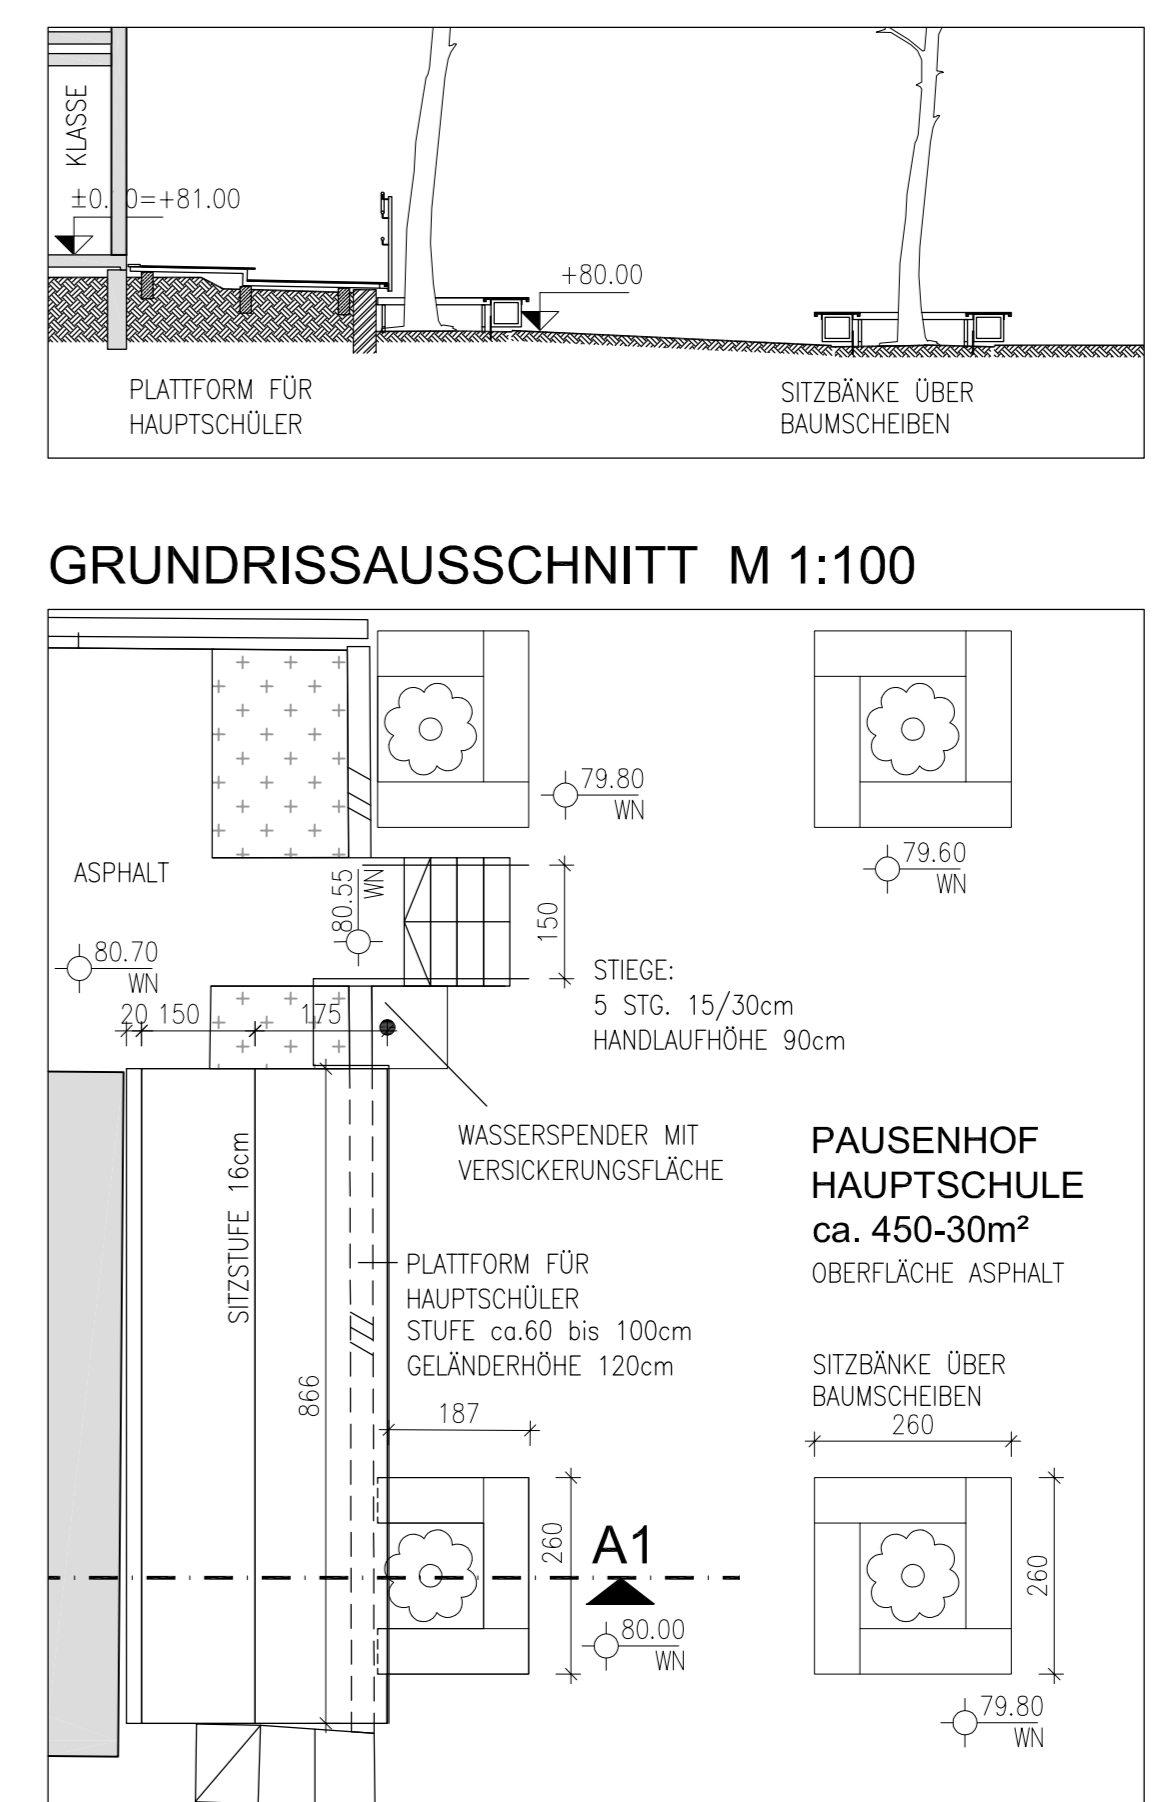 KLASSE
±0. 0=+81.00
+80.00
PLATTFORM FÜR
HAUPTSCHÜLER
SITZBÄNKE ÜBER
BAUMSCHEIBEN
GRUNDRISSAUSSCHNITT M 1:100
79.80
WN
79.60
WN
ASPHALT
80.55
WN
150
80.70
WN
STIEGE:
5 STG. 15/30cm
HANDLAUFHÖHE 90cm
20 150 175
WASSERSPENDER MIT
VERSICKERUNGSFLÄCHE
PAUSENHOF
HAUPTSCHULE
ca. 450-30m²
OBERFLÄCHE ASPHALT
SITZSTUFE 16cm
PLATTFORM FÜR
HAUPTSCHÜLER
STUFE ca.60 bis 100cm
GELÄNDERHÖHE 120cm
866
SITZBÄNKE ÜBER
BAUMSCHEIBEN
187
260
260
A1
260
80.00
WN
79.80
WN